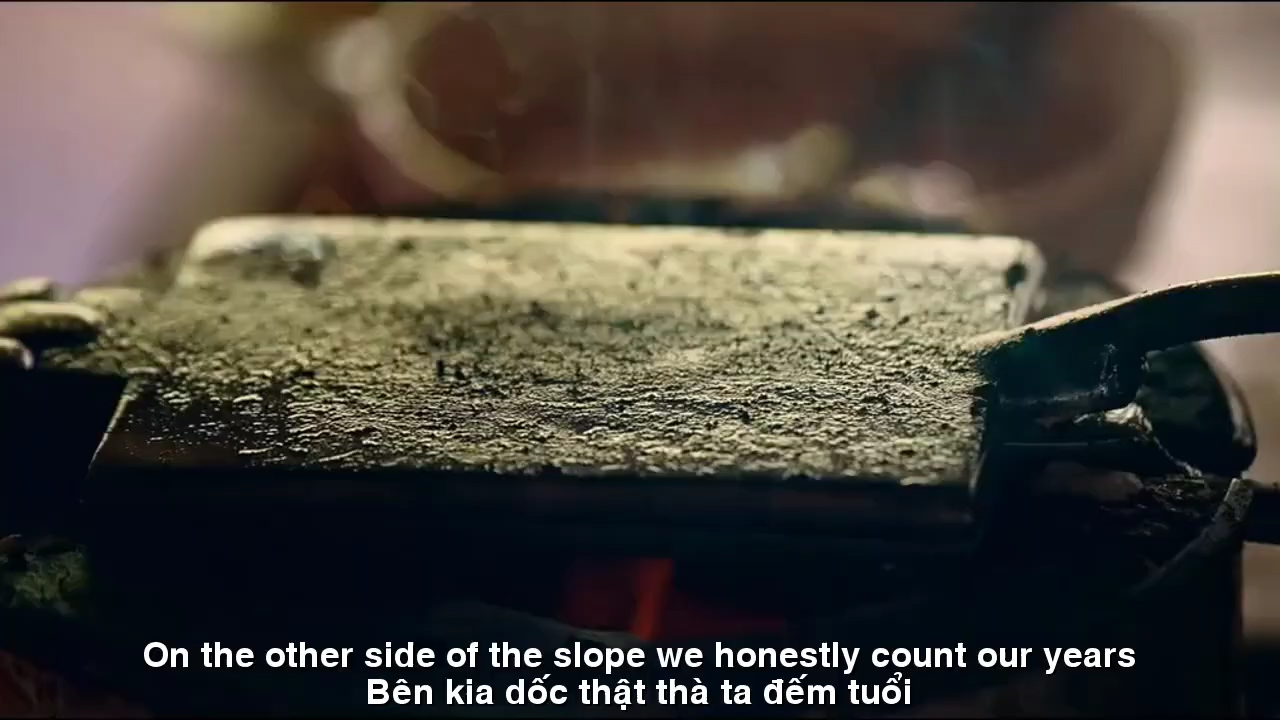 On the other side of the slope we honestly count our years
Bên kia dốc thật thà ta đếm tuổi